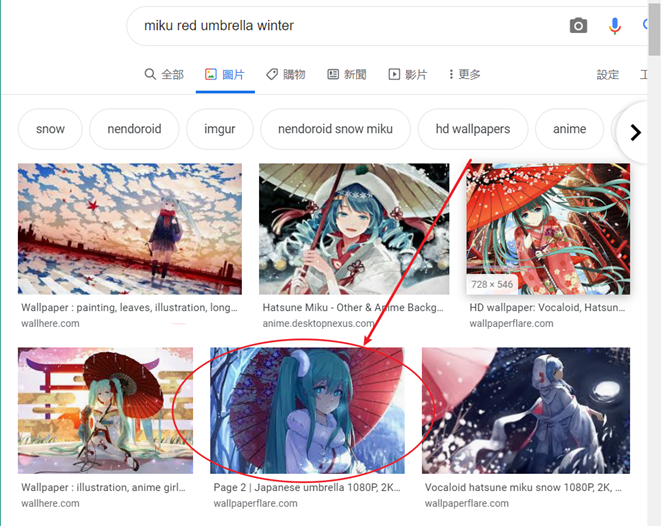 miku red umbrella winter
全部 圖片 購物 新聞 影片 更多 設定
snow nendoroid imgur nendoroid snow miku hd wallpapers anime
728 × 546
Wallpaper : painting, leaves, illustration, long... Hatsune Miku - Other & Anime Backg... HD wallpaper: Vocaloid, Hatsun...
wallhere.com anime.desktopnexus.com wallpaperflare.com
Wallpaper : illustration, anime girl... Page 2 | Japanese umbrella 1080P, 2K... Vocaloid hatsune miku snow 1080P, 2K, ...
wallhere.com wallpaperflare.com wallpaperflare.com